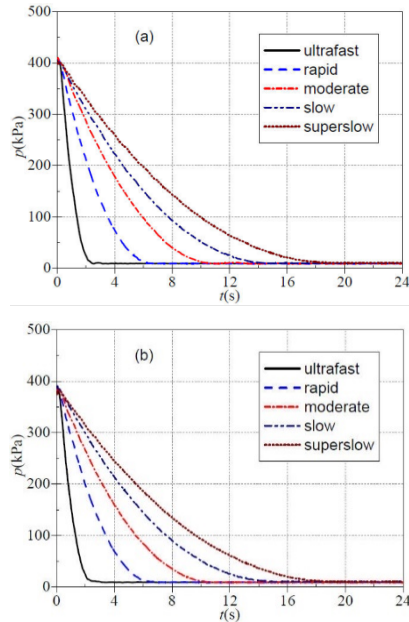 500
(a)
400
ultrafast
rapid
300
moderate
p(kPa)
slow
200
superslow
100
0
0 4 8 12 16 20 24
t(s)
500
(b)
400
ultrafast
rapid
300
moderate
p(kPa)
slow
200
superslow
100
0
0 4 8 12 16 20 24
t(s)